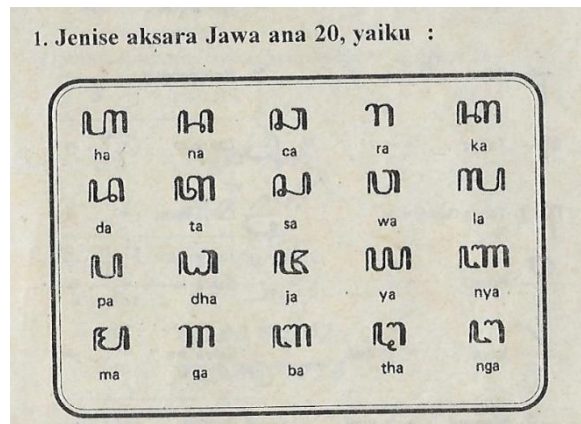 1. Jenise aksara Jawa ana 20, yaiku :
ꦲ ꦤ ꦕ ꦫ ꦏ
ha na ca ra ka
ꦢ ꦠ ꦱ ꦮ ꦭ
da ta sa wa la
ꦥ ꦝ ꦗ ꦪ ꦚ
pa dha ja ya nya
ꦩ ꦒ ꦧ ꦛ ꦔ
ma ga ba tha nga